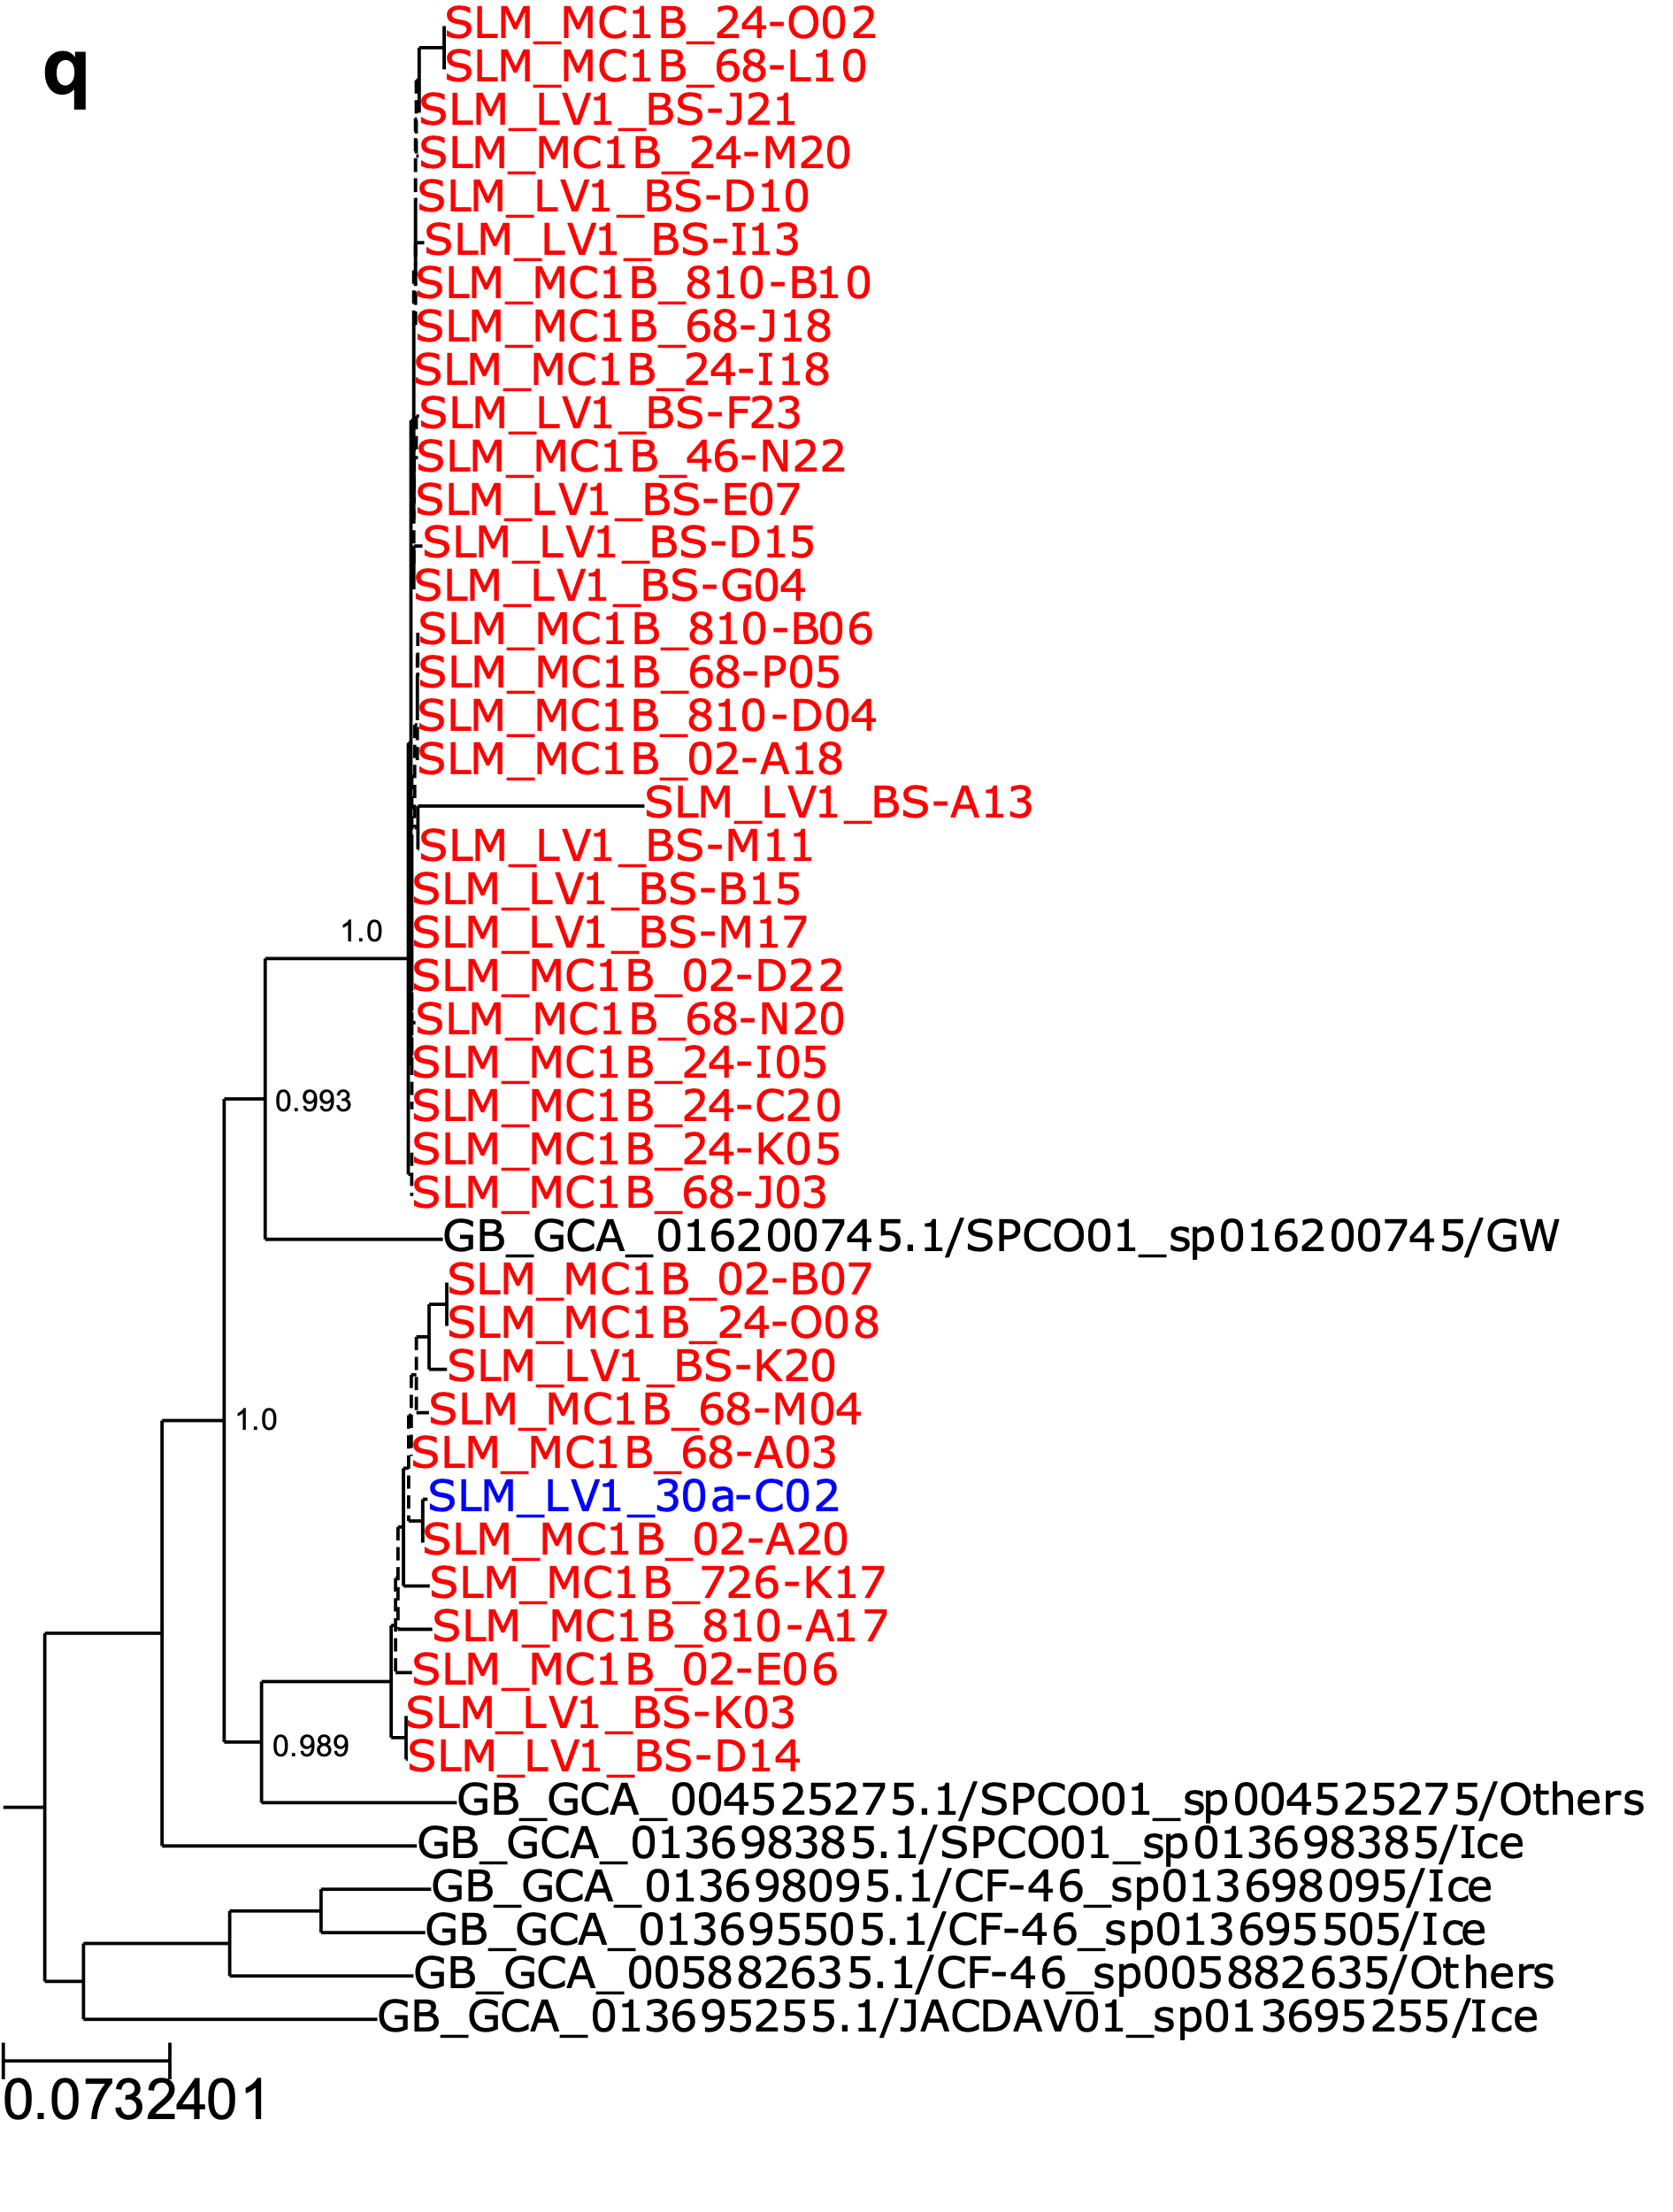 q
SLM_MC1B_24-O02
SLM_MC1B_68-L10
SLM_LV1_BS-J21
SLM_MC1B_24-M20
SLM_LV1_BS-D10
SLM_LV1_BS-I13
SLM_MC1B_810-B10
SLM_MC1B_68-J18
SLM_MC1B_24-I18
SLM_LV1_BS-F23
SLM_MC1B_46-N22
SLM_LV1_BS-E07
SLM_LV1_BS-D15
SLM_LV1_BS-G04
SLM_MC1B_810-B06
SLM_MC1B_68-P05
SLM_MC1B_810-D04
SLM_MC1B_02-A18
SLM_LV1_BS-A13
SLM_LV1_BS-M11
SLM_LV1_BS-B15
1.0
SLM_LV1_BS-M17
SLM_MC1B_02-D22
SLM_MC1B_68-N20
SLM_MC1B_24-I05
0.993
SLM_MC1B_24-C20
SLM_MC1B_24-K05
SLM_MC1B_68-J03
GB_GCA_016200745.1/SPCO01_sp016200745/GW
SLM_MC1B_02-B07
SLM_MC1B_24-O08
SLM_LV1_BS-K20
SLM_MC1B_68-M04
1.0
SLM_MC1B_68-A03
SLM_LV1_30a-C02
SLM_MC1B_02-A20
SLM_MC1B_726-K17
SLM_MC1B_810-A17
SLM_MC1B_02-E06
SLM_LV1_BS-K03
0.989
SLM_LV1_BS-D14
GB_GCA_004525275.1/SPCO01_sp004525275/Others
GB_GCA_013698385.1/SPCO01_sp013698385/Ice
GB_GCA_013698095.1/CF-46_sp013698095/Ice
GB_GCA_013695505.1/CF-46_sp013695505/Ice
GB_GCA_005882635.1/CF-46_sp005882635/Others
GB_GCA_013695255.1/JACDAV01_sp013695255/Ice
0.0732401